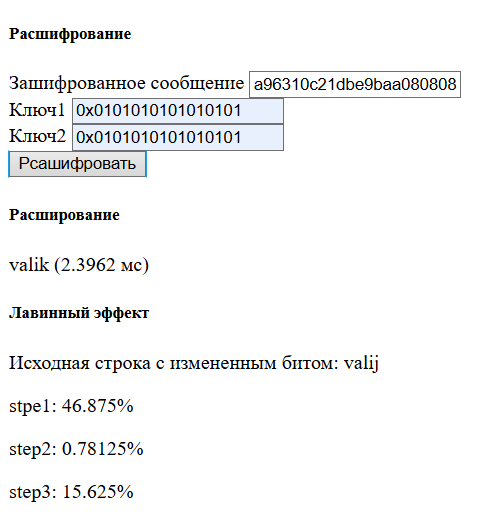 Расшифрование
Зашифрованное сообщение a96310c21dbe9baa080808
Ключ1 0x0101010101010101
Ключ2 0x0101010101010101
Рсашифровать
Расширование
valik (2.3962 мс)
Лавинный эффект
Исходная строка с измененным битом: valij
stpe1: 46.875%
step2: 0.78125%
step3: 15.625%